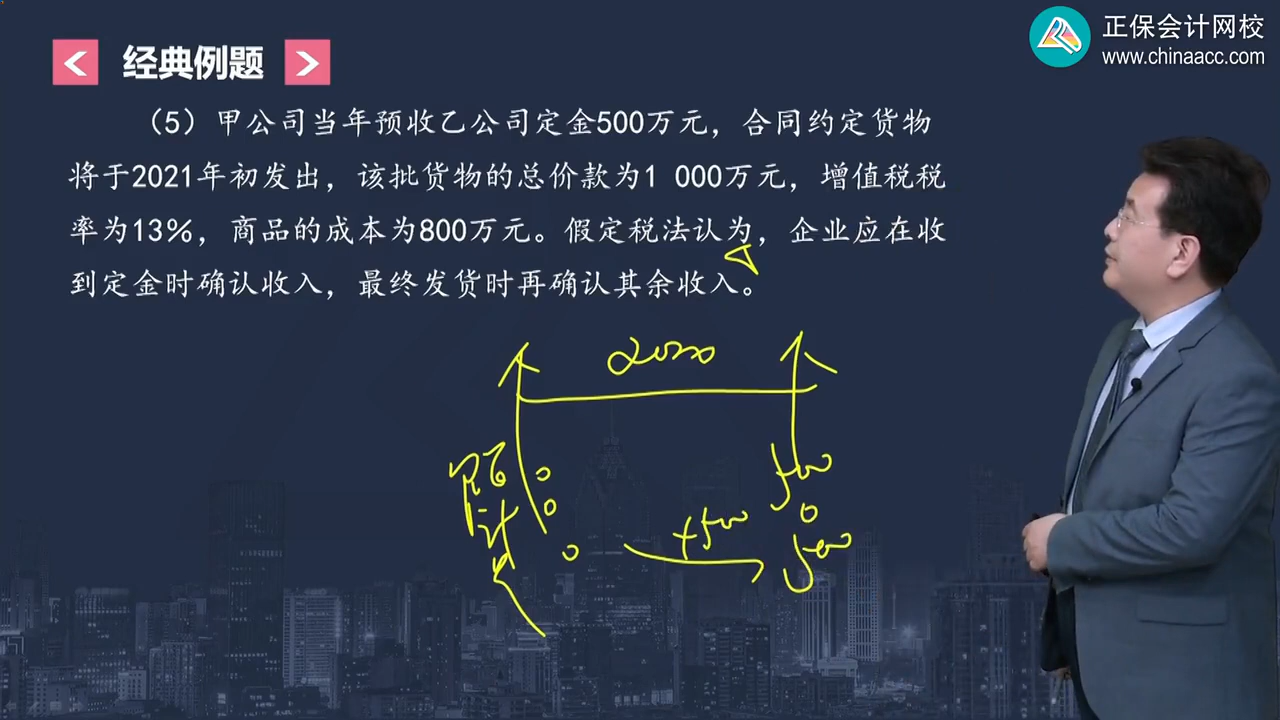 正保会计网校
www.chinaacc.com
经典例题
（5）甲公司当年预收乙公司定金500万元，合同约定货物
将于2021年初发出，该批货物的总价款为1 000万元，增值税税
率为13%，商品的成本为800万元。假定税法认为，企业应在收
到定金时确认收入，最终发货时再确认其余收入。
2020
0
500
0
0
+500
0
500